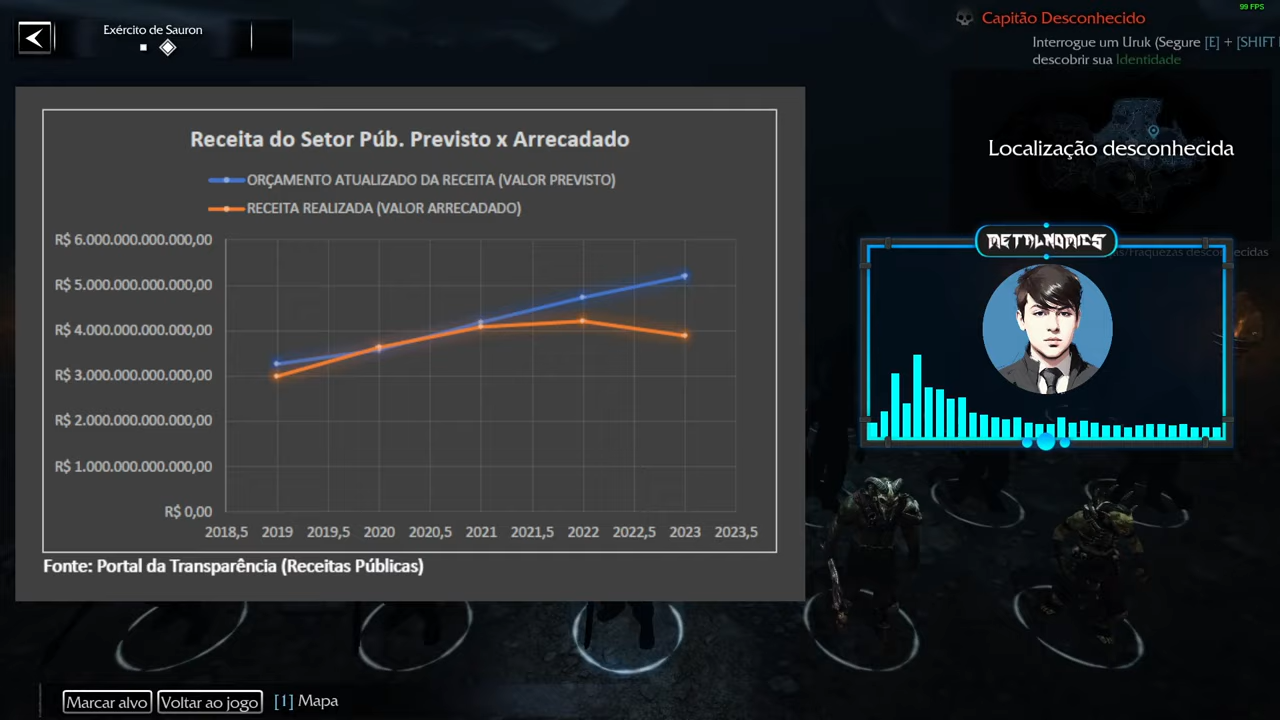 99 FPS
Exército de Sauron
Capitão Desconhecido
Interrogue um Uruk (Segure [E] + [SHIFT
descobrir sua Identidade
Localização desconhecida
Receita do Setor Púb. Previsto x Arrecadado
ORÇAMENTO ATUALIZADO DA RECEITA (VALOR PREVISTO)
RECEITA REALIZADA (VALOR ARRECADADO)
R$ 6.000.000.000.000,00
R$ 5.000.000.000.000,00
R$ 4.000.000.000.000,00
R$ 3.000.000.000.000,00
R$ 2.000.000.000.000,00
R$ 1.000.000.000.000,00
R$ 0,00
2018,5 2019 2019,5 2020 2020,5 2021 2021,5 2022 2022,5 2023 2023,5
Fonte: Portal da Transparência (Receitas Públicas)
METALNOMICS
Marcar alvo Voltar ao jogo [1] Mapa